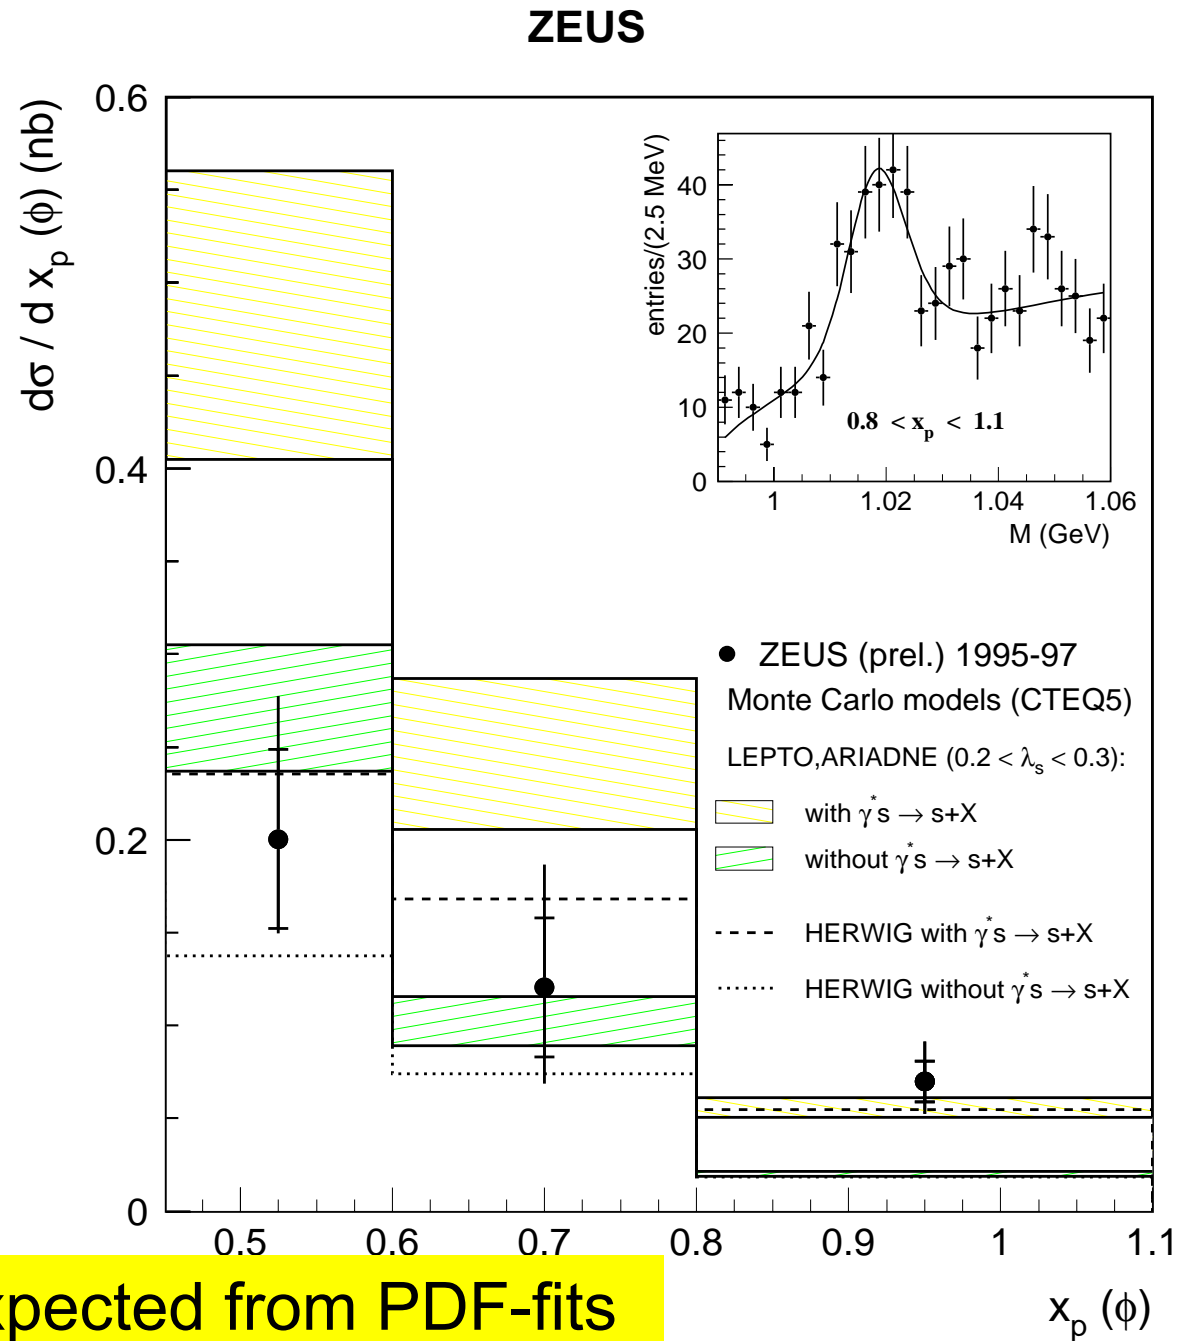 ZEUS
dσ / d x_p (ϕ) (nb)
0.6
0.4
0.2
0
entries/(2.5 MeV)
40
30
20
10
0
0.8 < x_p < 1.1
1 1.02 1.04 1.06
M (GeV)
ZEUS (prel.) 1995-97
Monte Carlo models (CTEQ5)
LEPTO,ARIADNE (0.2 < λ_s < 0.3):
with γ*s → s+X
without γ*s → s+X
HERWIG with γ*s → s+X
HERWIG without γ*s → s+X
0.5 0.6 0.7 0.8 0.9 1 1.1
xpected from PDF-fits
x_p (ϕ)